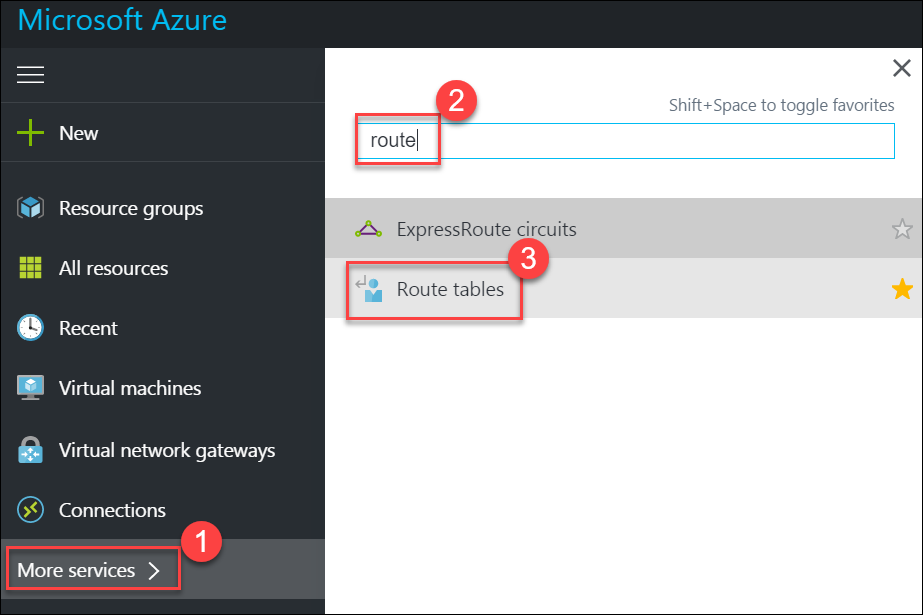 Microsoft Azure
New
Resource groups
All resources
Recent
Virtual machines
Virtual network gateways
Connections
More services
1
Shift+Space to toggle favorites
2
route
ExpressRoute circuits
3
Route tables